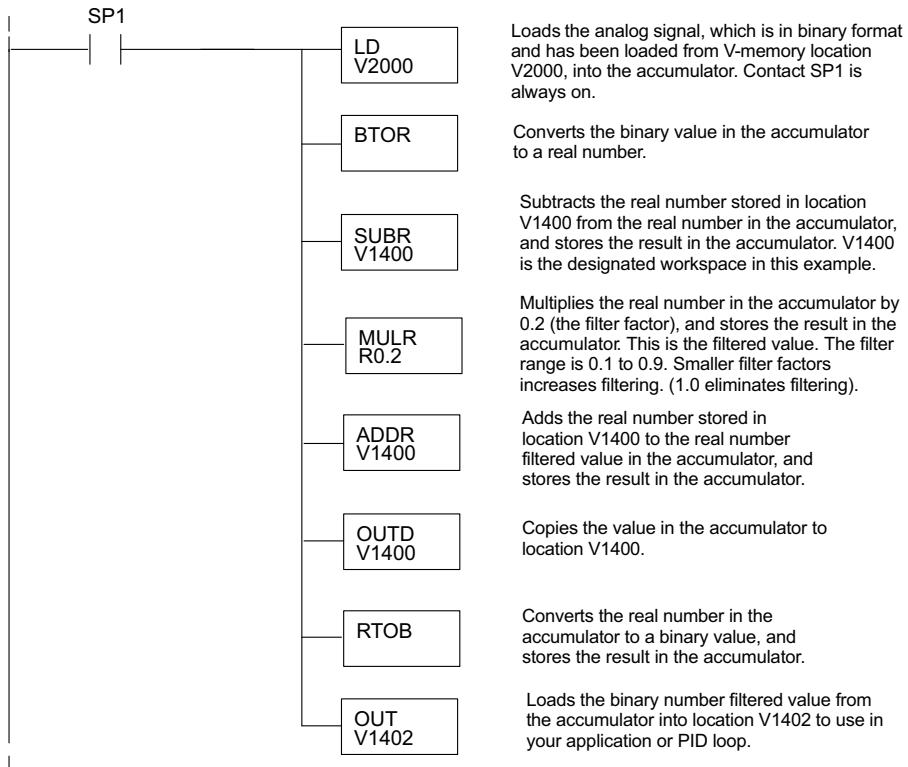 SP1
LD
V2000
Loads the analog signal, which is in binary format
and has been loaded from V-memory location
V2000, into the accumulator. Contact SP1 is
always on.
BTOR
Converts the binary value in the accumulator
to a real number.
SUBR
V1400
Subtracts the real number stored in location
V1400 from the real number in the accumulator,
and stores the result in the accumulator. V1400
is the designated workspace in this example.
MULR
R0.2
Multiplies the real number in the accumulator by
0.2 (the filter factor), and stores the result in the
accumulator. This is the filtered value. The filter
range is 0.1 to 0.9. Smaller filter factors
increases filtering. (1.0 eliminates filtering).
ADDR
V1400
Adds the real number stored in
location V1400 to the real number
filtered value in the accumulator, and
stores the result in the accumulator.
OUTD
V1400
Copies the value in the accumulator to
location V1400.
RTOB
Converts the real number in the
accumulator to a binary value, and
stores the result in the accumulator.
OUT
V1402
Loads the binary number filtered value from
the accumulator into location V1402 to use in
your application or PID loop.